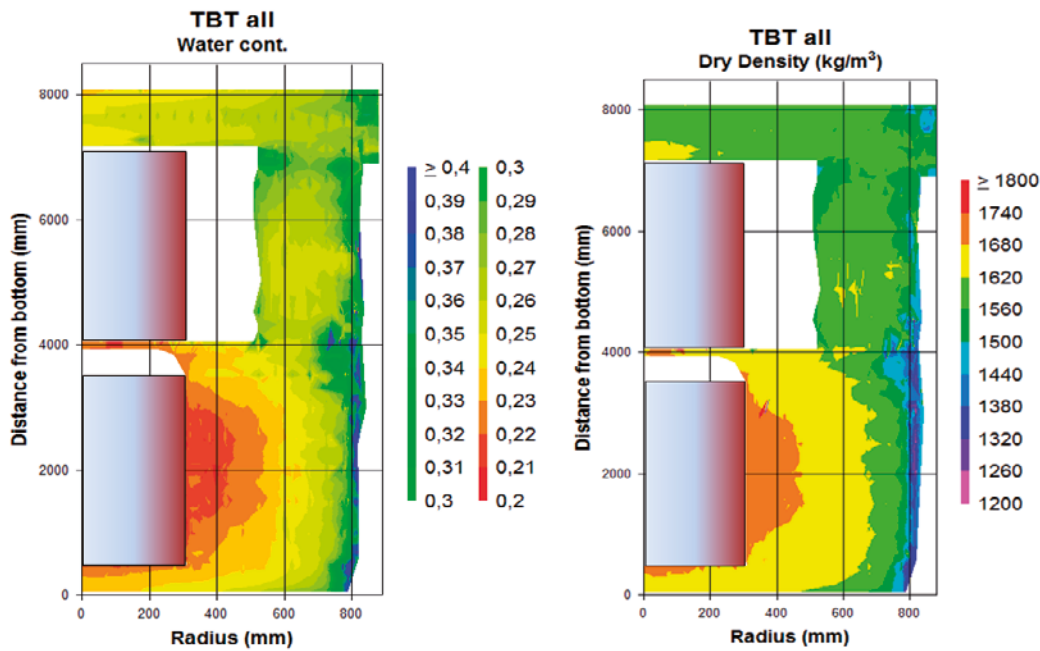 TBT all
Water cont.
8000
6000
4000
2000
0
0 200 400 600 800
Distance from bottom (mm)
Radius (mm)
≥ 0,4 0,3
0,39 0,29
0,38 0,28
0,37 0,27
0,36 0,26
0,35 0,25
0,34 0,24
0,33 0,23
0,32 0,22
0,31 0,21
0,3 0,2
TBT all
Dry Density (kg/m³)
8000
6000
4000
2000
0
0 200 400 600 800
Distance from bottom (mm)
Radius (mm)
≥ 1800
1740
1680
1620
1560
1500
1440
1380
1320
1260
1200